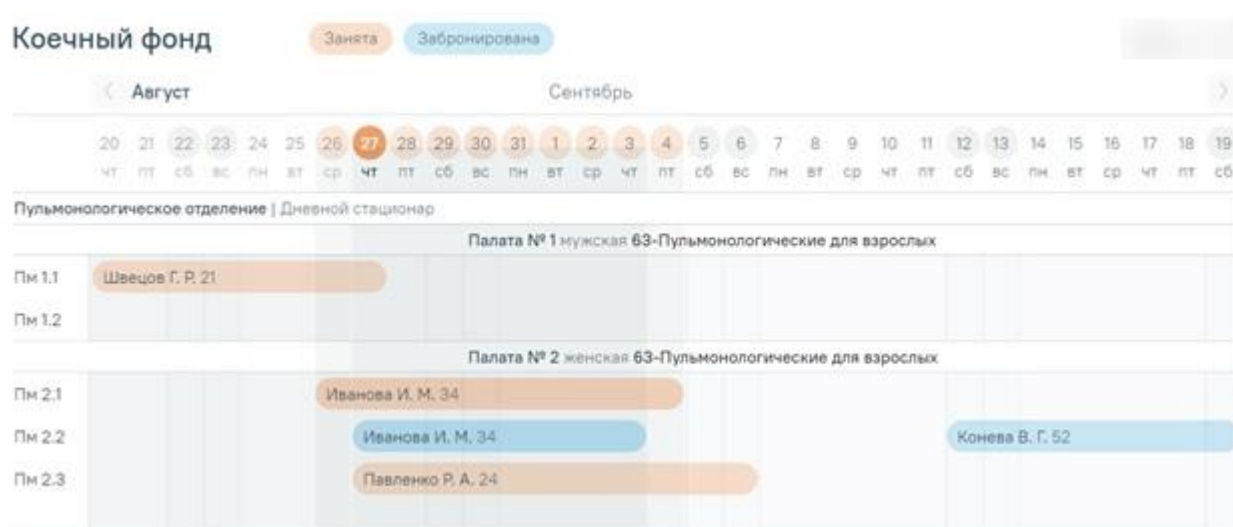 Коечный фонд Занята Забронирована
Август Сентябрь
20 21 22 23 24 25 26 27 28 29 30 31 1 2 3 4 5 6 7 8 9 10 11 12 13 14 15 16 17 18 19
чт пт сб вс пн вт ср чт пт сб вс пн вт ср чт пт сб вс пн вт ср чт пт сб вс пн вт ср чт пт сб
Пульмонологическое отделение | Дневной стационар
Палата № 1 мужская 63-Пульмонологические для взрослых
Пм 1.1 Швецов Г. Р. 21
Пм 1.2
Палата № 2 женская 63-Пульмонологические для взрослых
Пм 2.1 Иванова И. М. 34
Пм 2.2 Иванова И. М. 34 Конева В. Г. 52
Пм 2.3 Павленко Р. А. 24